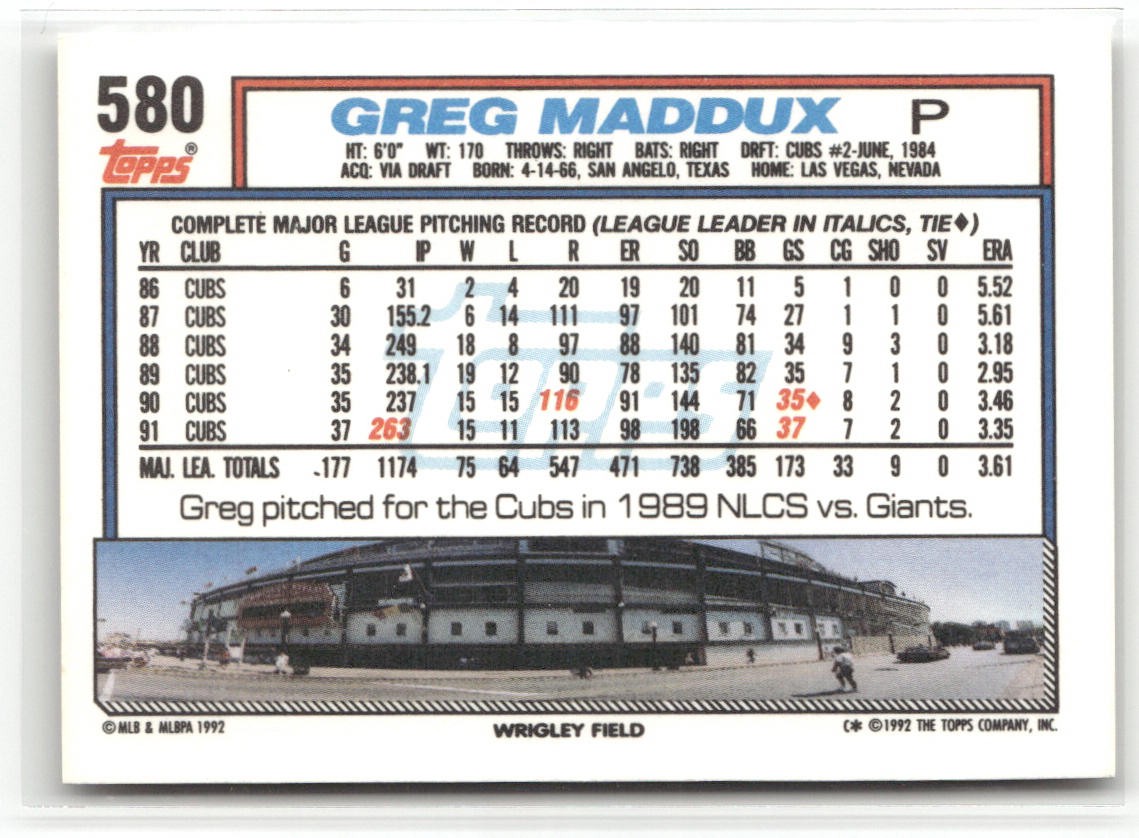 580
GREG MADDUX P
topps®
HT: 6'0" WT: 170 THROWS: RIGHT BATS: RIGHT DRFT: CUBS #2-JUNE, 1984
ACQ: VIA DRAFT BORN: 4-14-66, SAN ANGELO, TEXAS HOME: LAS VEGAS, NEVADA
COMPLETE MAJOR LEAGUE PITCHING RECORD (LEAGUE LEADER IN ITALICS, TIE♦)
YR CLUB G IP W L R ER SO BB GS CG SHO SV ERA
86 CUBS 6 31 2 4 20 19 20 11 5 1 0 0 5.52
87 CUBS 30 155.2 6 14 111 97 101 74 27 1 1 0 5.61
88 CUBS 34 249 18 8 97 88 140 81 34 9 3 0 3.18
89 CUBS 35 238.1 19 12 90 78 135 82 35 7 1 0 2.95
90 CUBS 35 237 15 15 116 91 144 71 35♦ 8 2 0 3.46
91 CUBS 37 263 15 11 113 98 198 66 37 7 2 0 3.35
MAJ. LEA. TOTALS 177 1174 75 64 547 471 738 385 173 33 9 0 3.61
Greg pitched for the Cubs in 1989 NLCS vs. Giants.
©MLB & MLBPA 1992
WRIGLEY FIELD
C* ©1992 THE TOPPS COMPANY, INC.